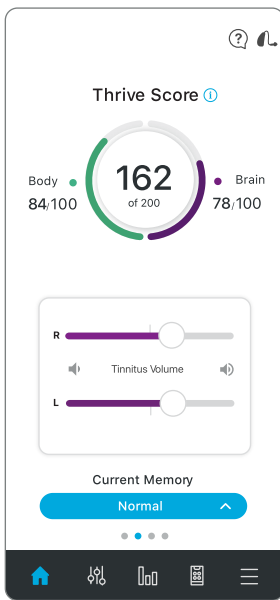 ?
Thrive Score i
162
of 200
Body
84/100
Brain
78/100
R
Tinnitus Volume
L
Current Memory
Normal